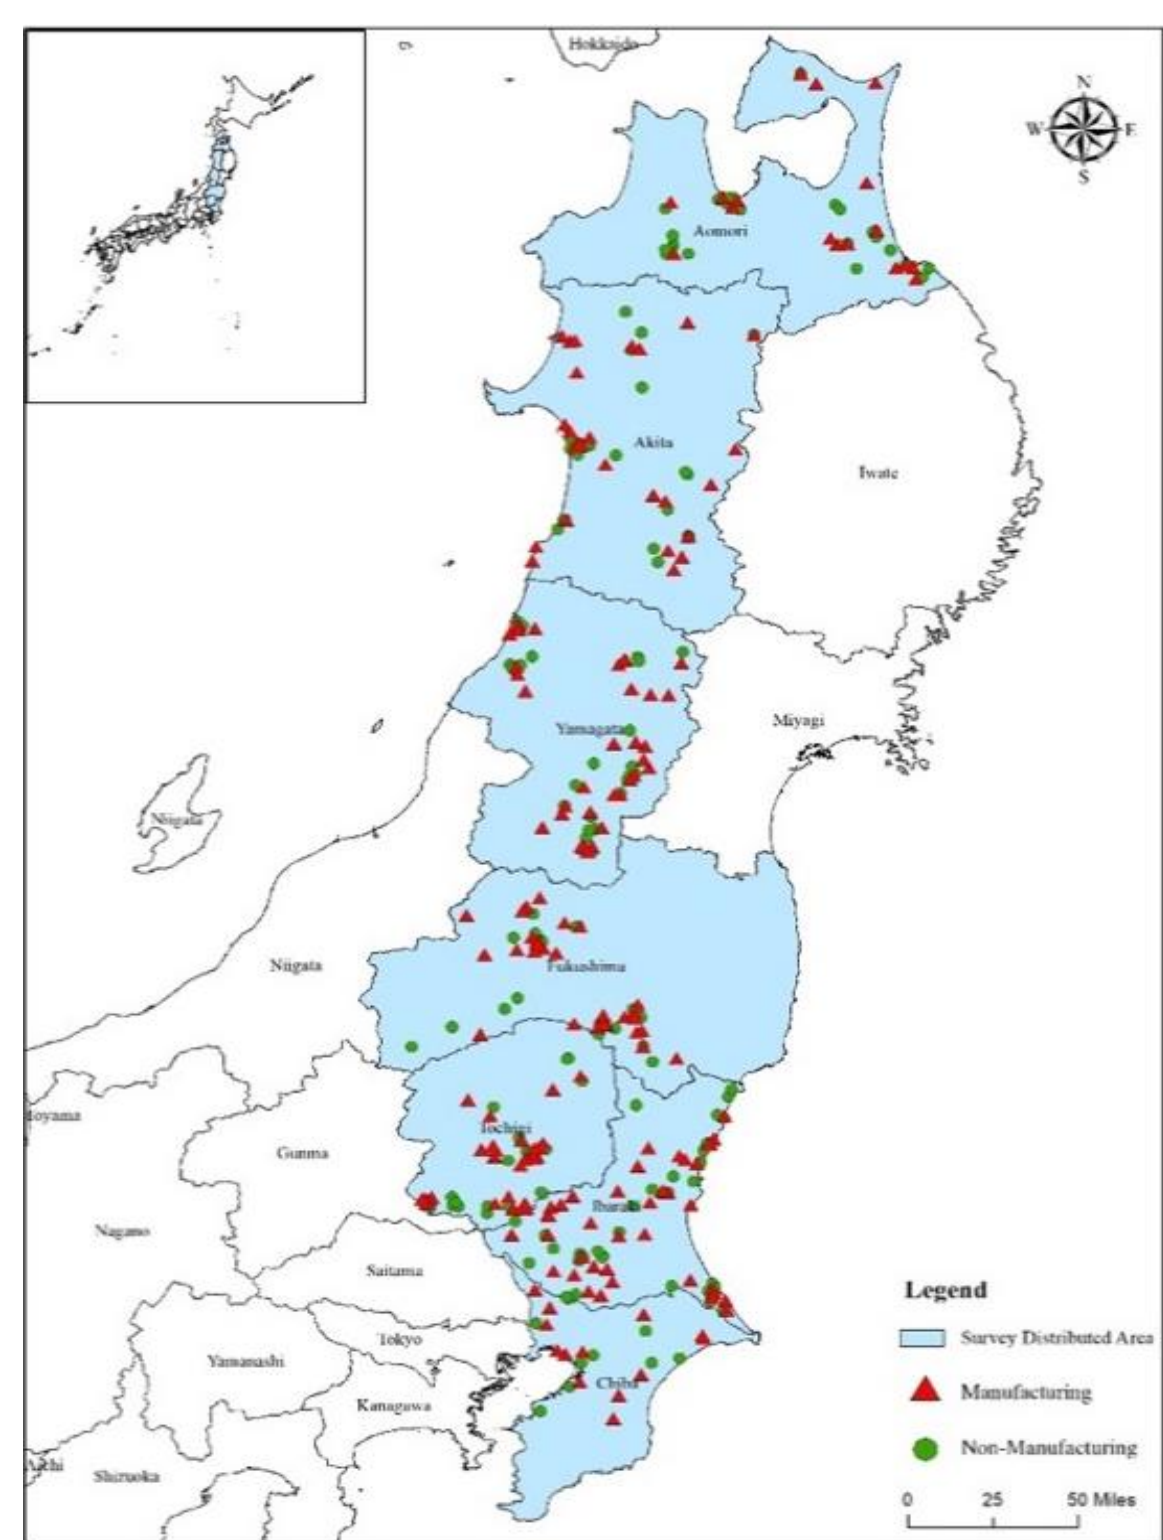 Hokkaido
N
W E
S
Aomori
Akita
Iwate
Yamagata
Miyagi
Niigata
Fukushima
Niigata
Toyama
Tochigi
Gunma
Ibaraki
Nagano
Saitama
Legend
Survey Distributed Area
Tokyo
Yamanashi
Chiba
Manufacturing
Kanagawa
Non-Manufacturing
Aichi
Shizuoka
0 25 50 Miles